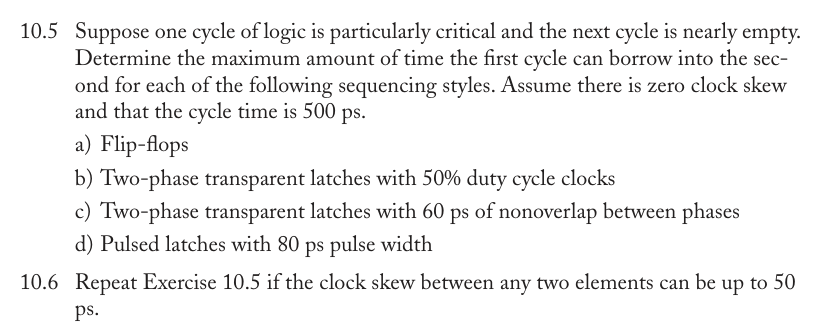 10.5 Suppose one cycle of logic is particularly critical and the next cycle is nearly empty.
Determine the maximum amount of time the first cycle can borrow into the sec-
ond for each of the following sequencing styles. Assume there is zero clock skew
and that the cycle time is 500 ps.
a) Flip-flops
b) Two-phase transparent latches with 50% duty cycle clocks
c) Two-phase transparent latches with 60 ps of nonoverlap between phases
d) Pulsed latches with 80 ps pulse width
10.6 Repeat Exercise 10.5 if the clock skew between any two elements can be up to 50
ps.